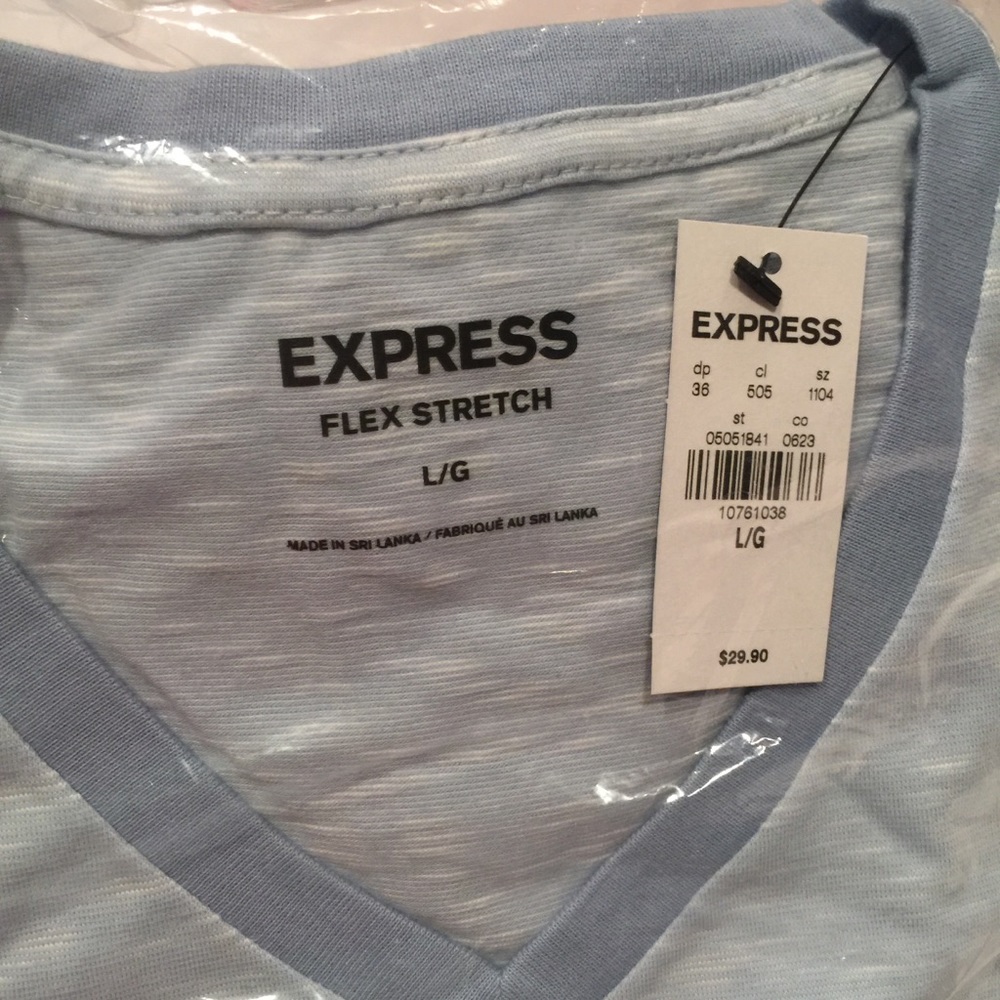 EXPRESS
FLEX STRETCH
L/G
MADE IN SRI LANKA / FABRIQUÉ AU SRI LANKA
EXPRESS
dp cl sz
36 505 1104
st co
05051841 0623
10761038
L/G
$29.90